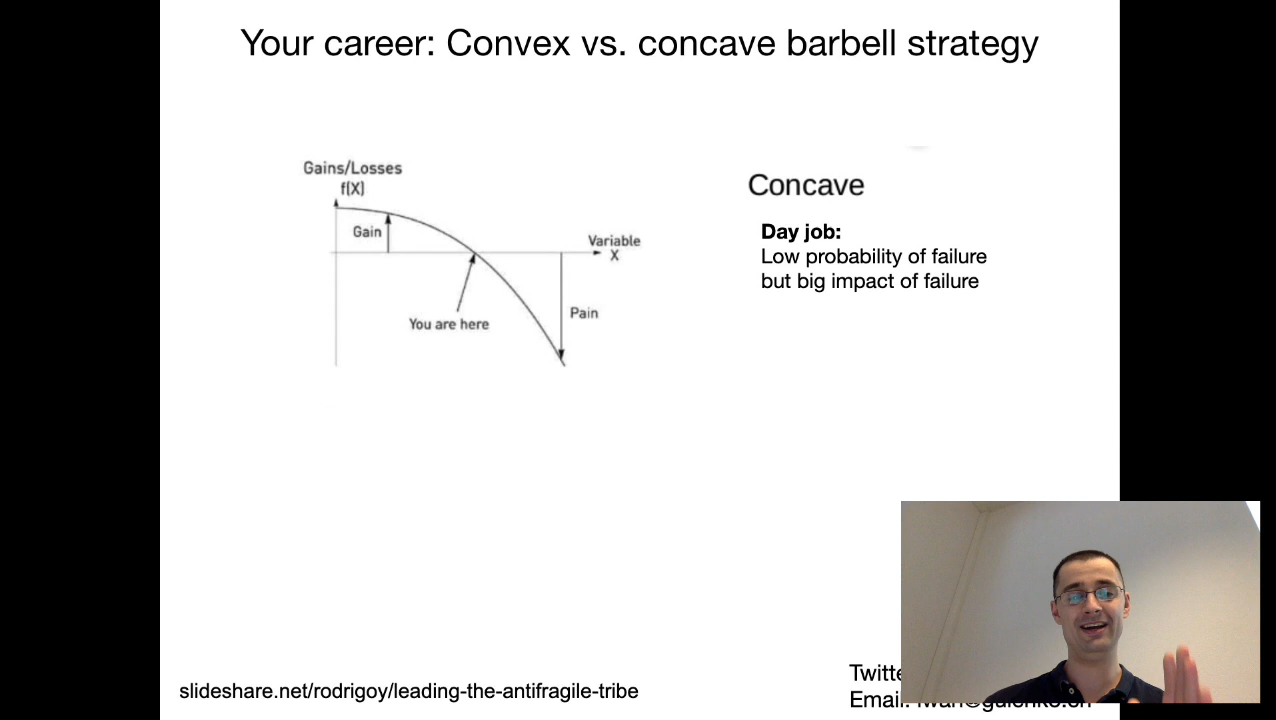 Your career: Convex vs. concave barbell strategy
Gains/Losses
f(X)
Gain
Variable
X
You are here
Pain
Concave
Day job:
Low probability of failure
but big impact of failure
slideshare.net/rodrigoy/leading-the-antifragile-tribe
Email: